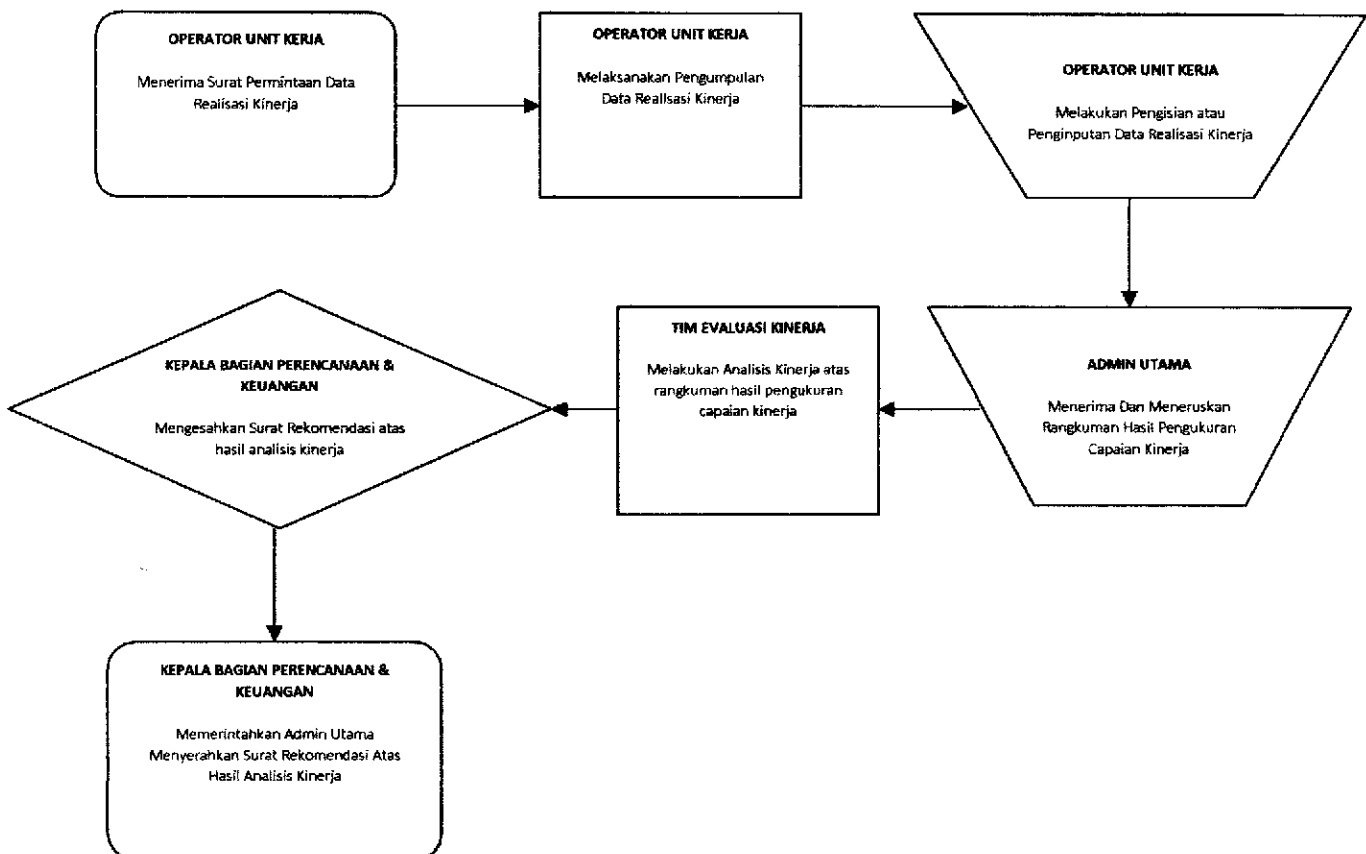 OPERATOR UNIT KERJA
Menerima Surat Permintaan Data
Realisasi Kinerja
OPERATOR UNIT KERJA
Melaksanakan Pengumpulan
Data Realisasi Kinerja
OPERATOR UNIT KERJA
Melakukan Pengisian atau
Penginputan Data Realisasi Kinerja
KEPALA BAGIAN PERENCANAAN &
KEUANGAN
Mengesahkan Surat Rekomendasi atas
hasil analisis kinerja
TIM EVALUASI KINERJA
Melakukan Analisis Kinerja atas
rangkuman hasil pengukuran
capaian kinerja
ADMIN UTAMA
Menerima Dan Meneruskan
Rangkuman Hasil Pengukuran
Capaian Kinerja
KEPALA BAGIAN PERENCANAAN &
KEUANGAN
Memerintahkan Admin Utama
Menyerahkan Surat Rekomendasi Atas
Hasil Analisis Kinerja